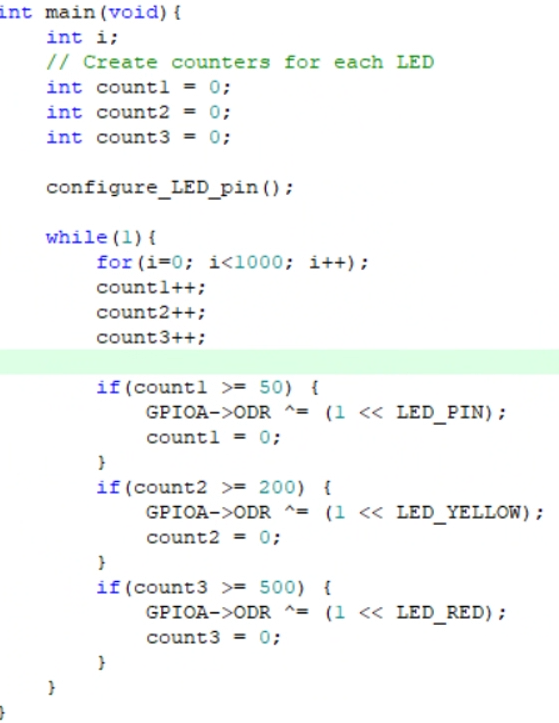 int main(void){
int i;
// Create counters for each LED
int count1 = 0;
int count2 = 0;
int count3 = 0;
configure_LED_pin();
while(1){
for(i=0; i<1000; i++);
count1++;
count2++;
count3++;
if(count1 >= 50) {
GPIOA->ODR ^= (1 << LED_PIN);
count1 = 0;
}
if(count2 >= 200) {
GPIOA->ODR ^= (1 << LED_YELLOW);
count2 = 0;
}
if(count3 >= 500) {
GPIOA->ODR ^= (1 << LED_RED);
count3 = 0;
}
}
}